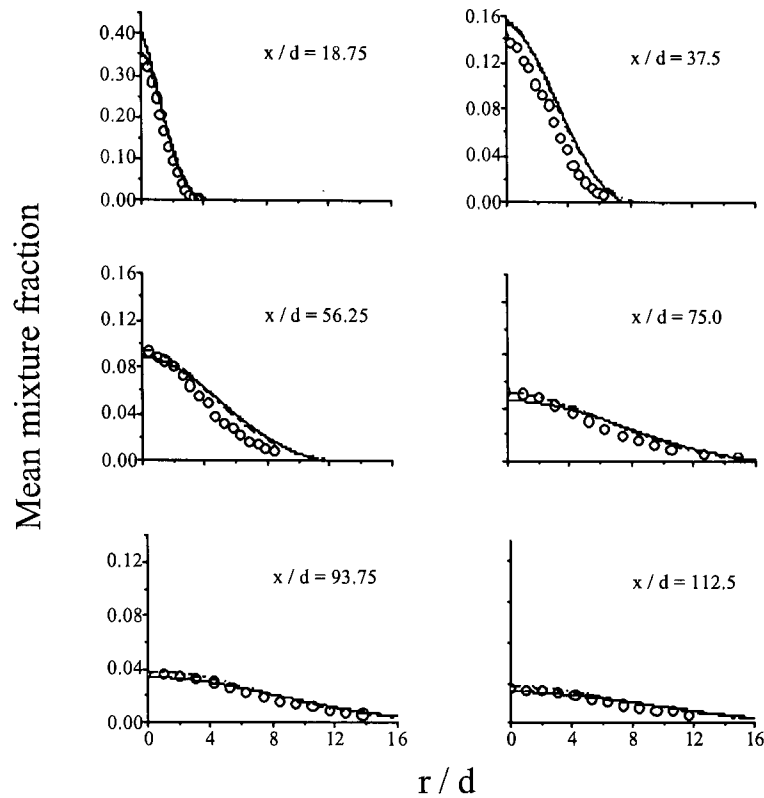 0.40
0.30
0.20
0.10
0.00
x / d = 18.75
0.16
0.12
0.08
0.04
0.00
x / d = 37.5
Mean mixture fraction
0.16
0.12
0.08
0.04
0.00
x / d = 56.25
x / d = 75.0
0.12
0.08
0.04
0.00
x / d = 93.75
0 4 8 12 16
x / d = 112.5
0 4 8 12 16
r / d